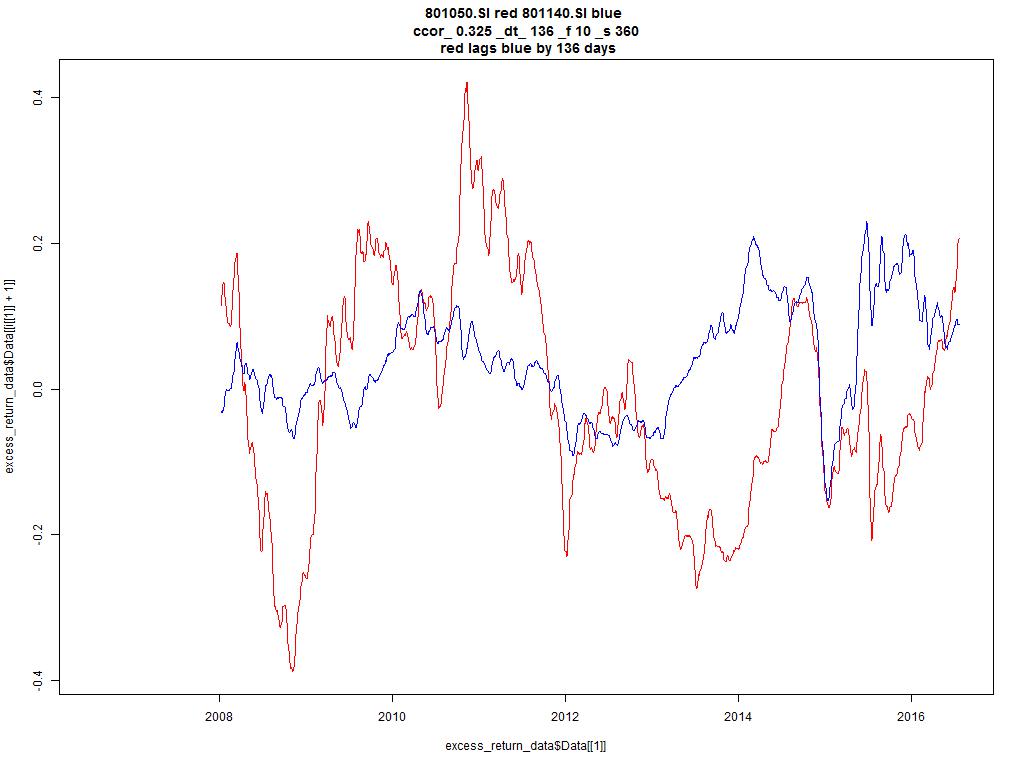 801050.SI red 801140.SI blue
ccor_ 0.325 _dt_ 136 _f 10 _s 360
red lags blue by 136 days
excess_return_data$Data[[i[i]] + 1]]
0.4
0.2
0.0
-0.2
-0.4
2008 2010 2012 2014 2016
excess_return_data$Data[[1]]